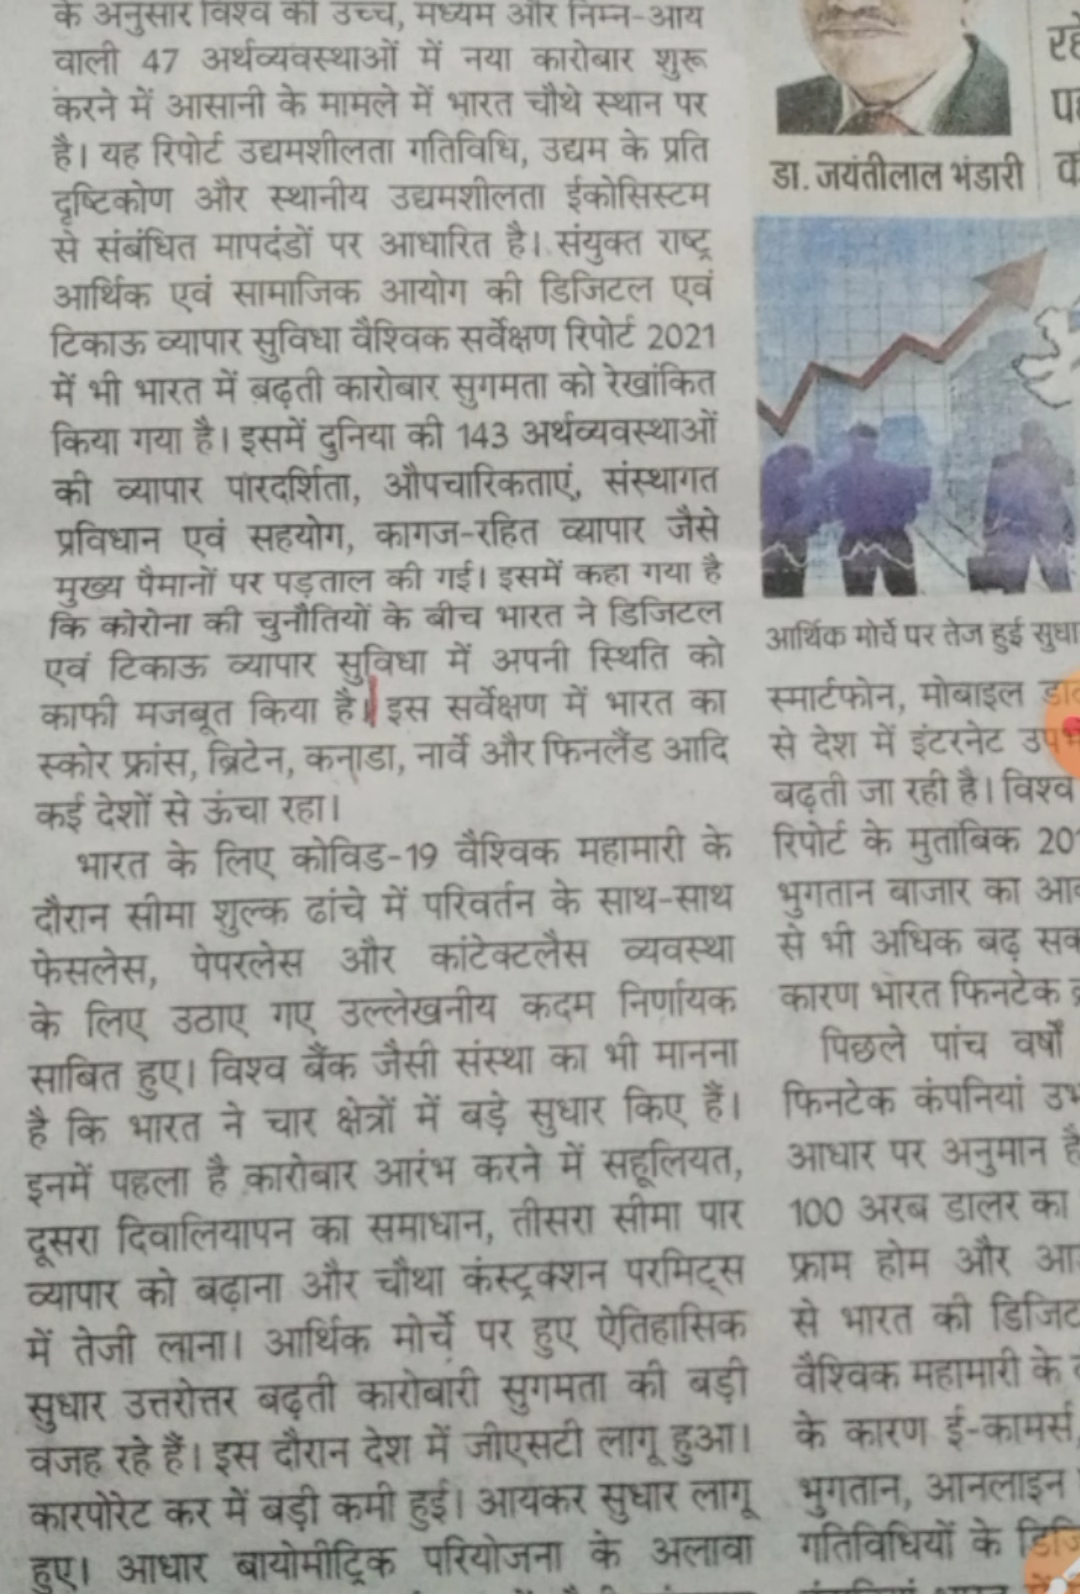 के अनुसार विश्व की उच्च, मध्यम और निम्न-आय
वाली 47 अर्थव्यवस्थाओं में नया कारोबार शुरू
करने में आसानी के मामले में भारत चौथे स्थान पर
है। यह रिपोर्ट उद्यमशीलता गतिविधि, उद्यम के प्रति
दृष्टिकोण और स्थानीय उद्यमशीलता ईकोसिस्टम
से संबंधित मापदंडों पर आधारित है। संयुक्त राष्ट्र
आर्थिक एवं सामाजिक आयोग की डिजिटल एवं
टिकाऊ व्यापार सुविधा वैश्विक सर्वेक्षण रिपोर्ट 2021
में भी भारत में बढ़ती कारोबार सुगमता को रेखांकित
किया गया है। इसमें दुनिया की 143 अर्थव्यवस्थाओं
की व्यापार पारदर्शिता, औपचारिकताएं, संस्थागत
प्रविधान एवं सहयोग, कागज-रहित व्यापार जैसे
मुख्य पैमानों पर पड़ताल की गई। इसमें कहा गया है
कि कोरोना की चुनौतियों के बीच भारत ने डिजिटल
एवं टिकाऊ व्यापार सुविधा में अपनी स्थिति को
काफी मजबूत किया है। इस सर्वेक्षण में भारत का
स्कोर फ्रांस, ब्रिटेन, कनाडा, नार्वे और फिनलैंड आदि
कई देशों से ऊंचा रहा।
भारत के लिए कोविड-19 वैश्विक महामारी के
दौरान सीमा शुल्क ढांचे में परिवर्तन के साथ-साथ
फेसलेस, पेपरलेस और कांटेक्टलैस व्यवस्था
के लिए उठाए गए उल्लेखनीय कदम निर्णायक
साबित हुए। विश्व बैंक जैसी संस्था का भी मानना
है कि भारत ने चार क्षेत्रों में बड़े सुधार किए हैं।
इनमें पहला है कारोबार आरंभ करने में सहूलियत,
दूसरा दिवालियापन का समाधान, तीसरा सीमा पार
व्यापार को बढ़ाना और चौथा कंस्ट्रक्शन परमिट्स
में तेजी लाना। आर्थिक मोर्चे पर हुए ऐतिहासिक
सुधार उत्तरोत्तर बढ़ती कारोबारी सुगमता की बड़ी
वजह रहे हैं। इस दौरान देश में जीएसटी लागू हुआ।
कारपोरेट कर में बड़ी कमी हुई। आयकर सुधार लागू
हुए। आधार बायोमीट्रिक परियोजना के अलावा
डा. जयंतीलाल भंडारी
आर्थिक मोर्चे पर तेज हुई
स्मार्टफोन, मोबाइल
से देश में इंटरनेट
बढ़ती जा रही है। विश्व
रिपोर्ट के मुताबिक
भुगतान बाजार का
से भी अधिक बढ़
कारण भारत फिनटेक
पिछले पांच वर्षों
फिनटेक कंपनियां
आधार पर अनुमान
100 अरब डालर का
फ्राम होम और
से भारत की
वैश्विक महामारी के
के कारण ई-कामर्स,
भुगतान, आनलाइन
गतिविधियों के